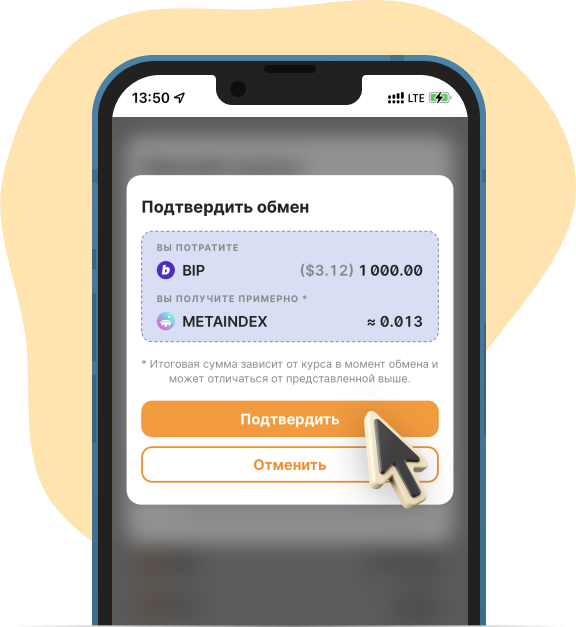 13:50 LTE
Подтвердить обмен
ВЫ ПОТРАТИТЕ
BIP ($3.12) 1 000.00
ВЫ ПОЛУЧИТЕ ПРИМЕРНО *
METAINDEX ≈ 0.013
* Итоговая сумма зависит от курса в момент обмена и
может отличаться от представленной выше.
Подтвердить
Отменить